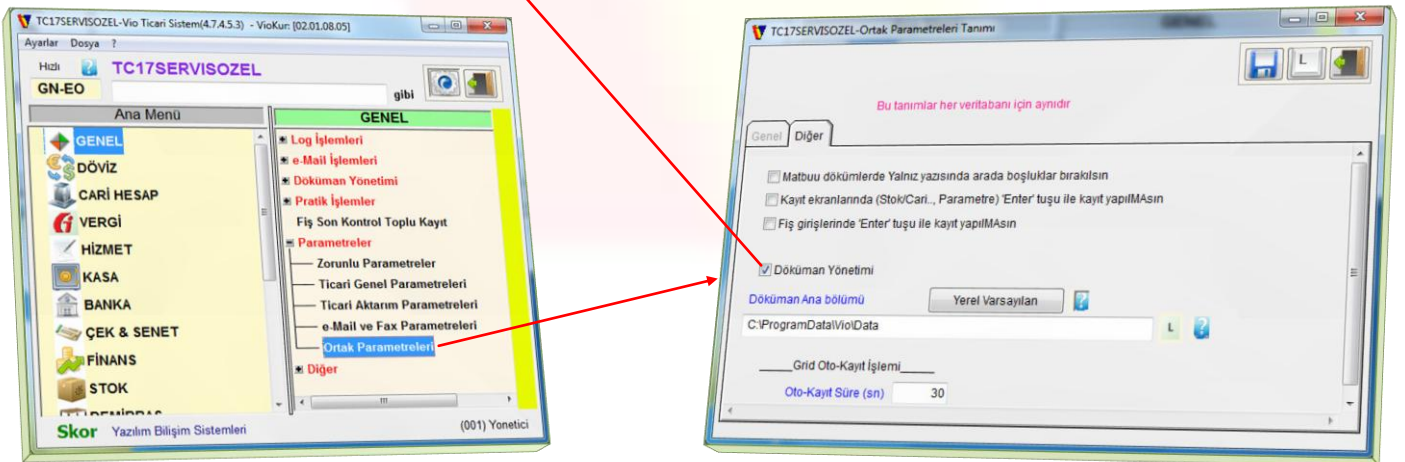 TC17SERVISOZEL-Vio Ticari Sistem(4.7.4.5.3) - VioKur: [02.01.08.05]
Ayarlar Dosya ?
Hızlı TC17SERVISOZEL
GN-EO gibi
Ana Menü
GENEL
DÖVİZ
CARİ HESAP
VERGİ
HİZMET
KASA
BANKA
ÇEK & SENET
FİNANS
STOK
GENEL
Log İşlemleri
e-Mail İşlemleri
Döküman Yönetimi
Pratik İşlemler
Fiş Son Kontrol Toplu Kayıt
Parametreler
Zorunlu Parametreler
Ticari Genel Parametreleri
Ticari Aktarım Parametreleri
e-Mail ve Fax Parametreleri
Ortak Parametreleri
Diğer
Skor Yazılım Bilişim Sistemleri (001) Yonetici
TC17SERVISOZEL-Ortak Parametreleri Tanımı
L
Bu tanımlar her veritabanı için aynıdır
Genel Diğer
Matbuu dökümlerde Yalnız yazısında arada boşluklar bırakılsın
Kayıt ekranlarında (Stok/Cari.., Parametre) 'Enter' tuşu ile kayıt yapılMAsın
Fiş girişlerinde 'Enter' tuşu ile kayıt yapılMAsın
Döküman Yönetimi
Döküman Ana bölümü Yerel Varsayılan ?
C:\ProgramData\Vio\Data L ?
_____Grid Oto-Kayıt İşlemi_____
Oto-Kayıt Süre (sn) 30